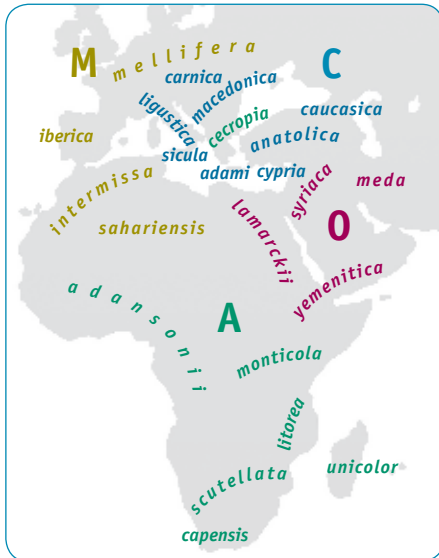 M
mellifera
C
carnica
macedonica
ligustica
caucasica
cecropia
iberica
anatolica
sicula
adami
cypria
syriaca
meda
intermissa
sahariensis
lamarckii
O
yemenitica
adansonii
A
monticola
litorea
unicolor
scutellata
capensis